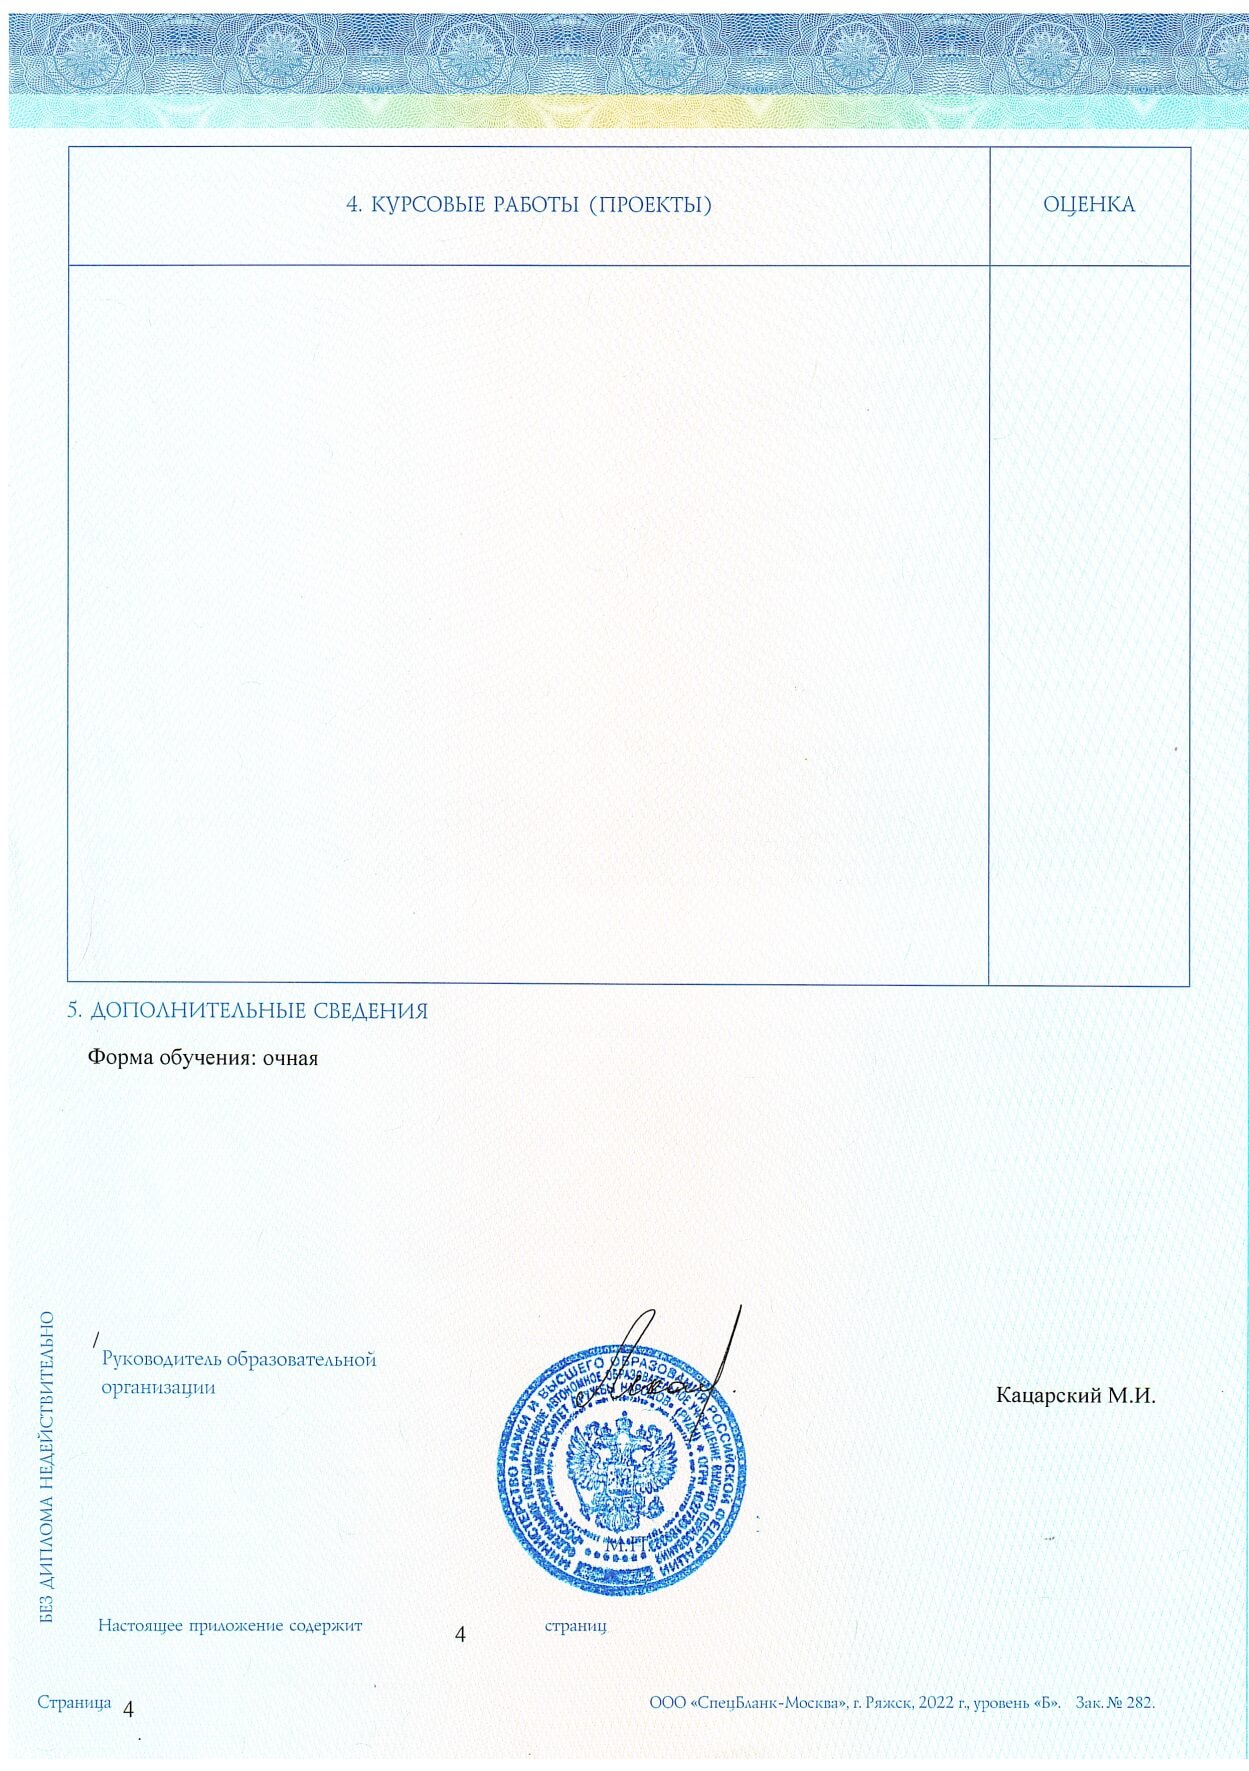 4. КУРСОВЫЕ РАБОТЫ (ПРОЕКТЫ)
ОЦЕНКА
5. ДОПОЛНИТЕЛЬНЫЕ СВЕДЕНИЯ
Форма обучения: очная
БЕЗ ДИПЛОМА НЕДЕЙСТВИТЕЛЬНО
/
Руководитель образовательной
организации
МИНИСТЕРСТВО НАУКИ И ВЫСШЕГО ОБРАЗОВАНИЯ РОССИЙСКОЙ ФЕДЕРАЦИИ
М.П.
Кацарский М.И.
Настоящее приложение содержит 4 страниц
Страница 4
ООО «СпецБланк-Москва», г. Ряжск, 2022 г., уровень «Б». Зак. № 282.